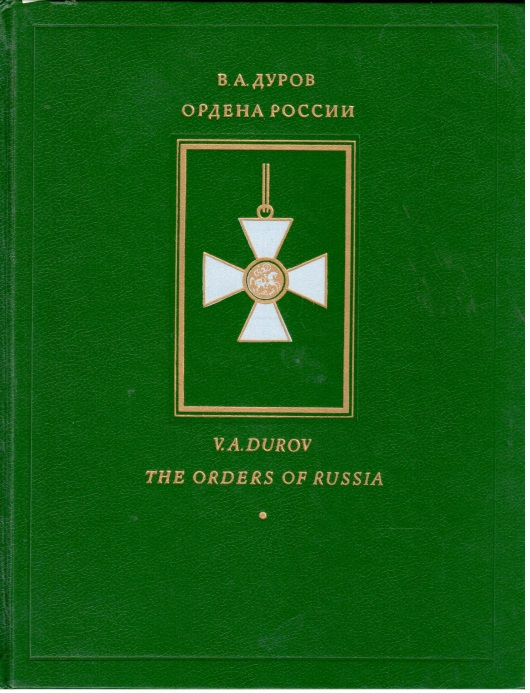 В.А.ДУРОВ
ОРДЕНА РОССИИ
V.A.DUROV
THE ORDERS OF RUSSIA